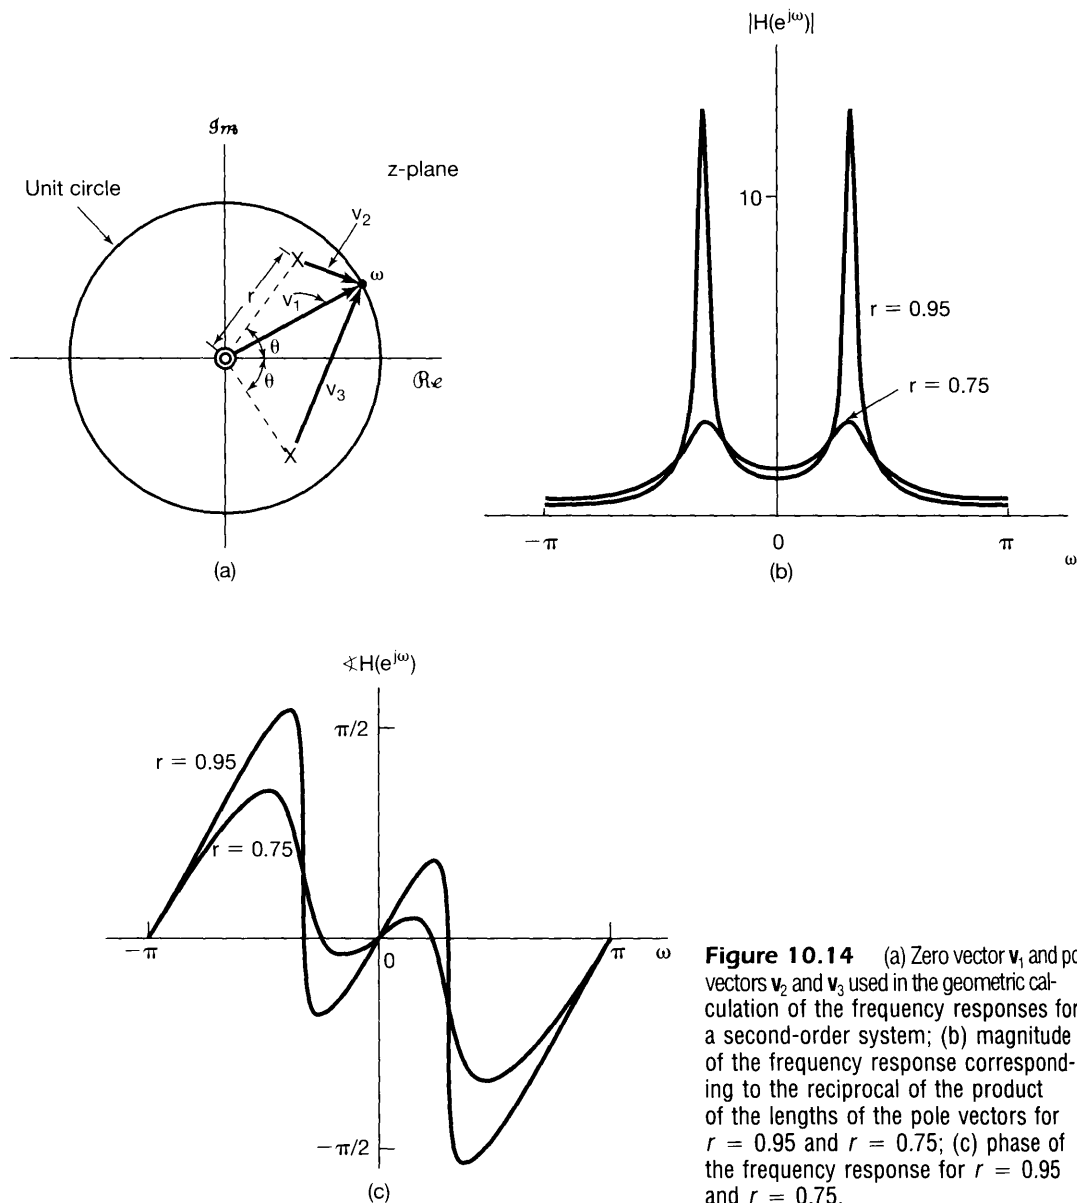 |H(e^{jω})|
𝓘𝓶
z-plane
Unit circle
v₂
ω
10
r
v₁
θ
θ
v₃
ℛℯ
r = 0.95
r = 0.75
−π
0
π
ω
(a)
(b)
∢H(e^{jω})
π/2
r = 0.95
r = 0.75
−π
0
π
ω
−π/2
(c)
Figure 10.14 (a) Zero vector v₁ and
vectors v₂ and v₃ used in the geometric cal-
culation of the frequency responses for
a second-order system; (b) magnitude
of the frequency response correspond-
ing to the reciprocal of the product
of the lengths of the pole vectors for
r = 0.95 and r = 0.75; (c) phase of
the frequency response for r = 0.95
and r = 0.75.